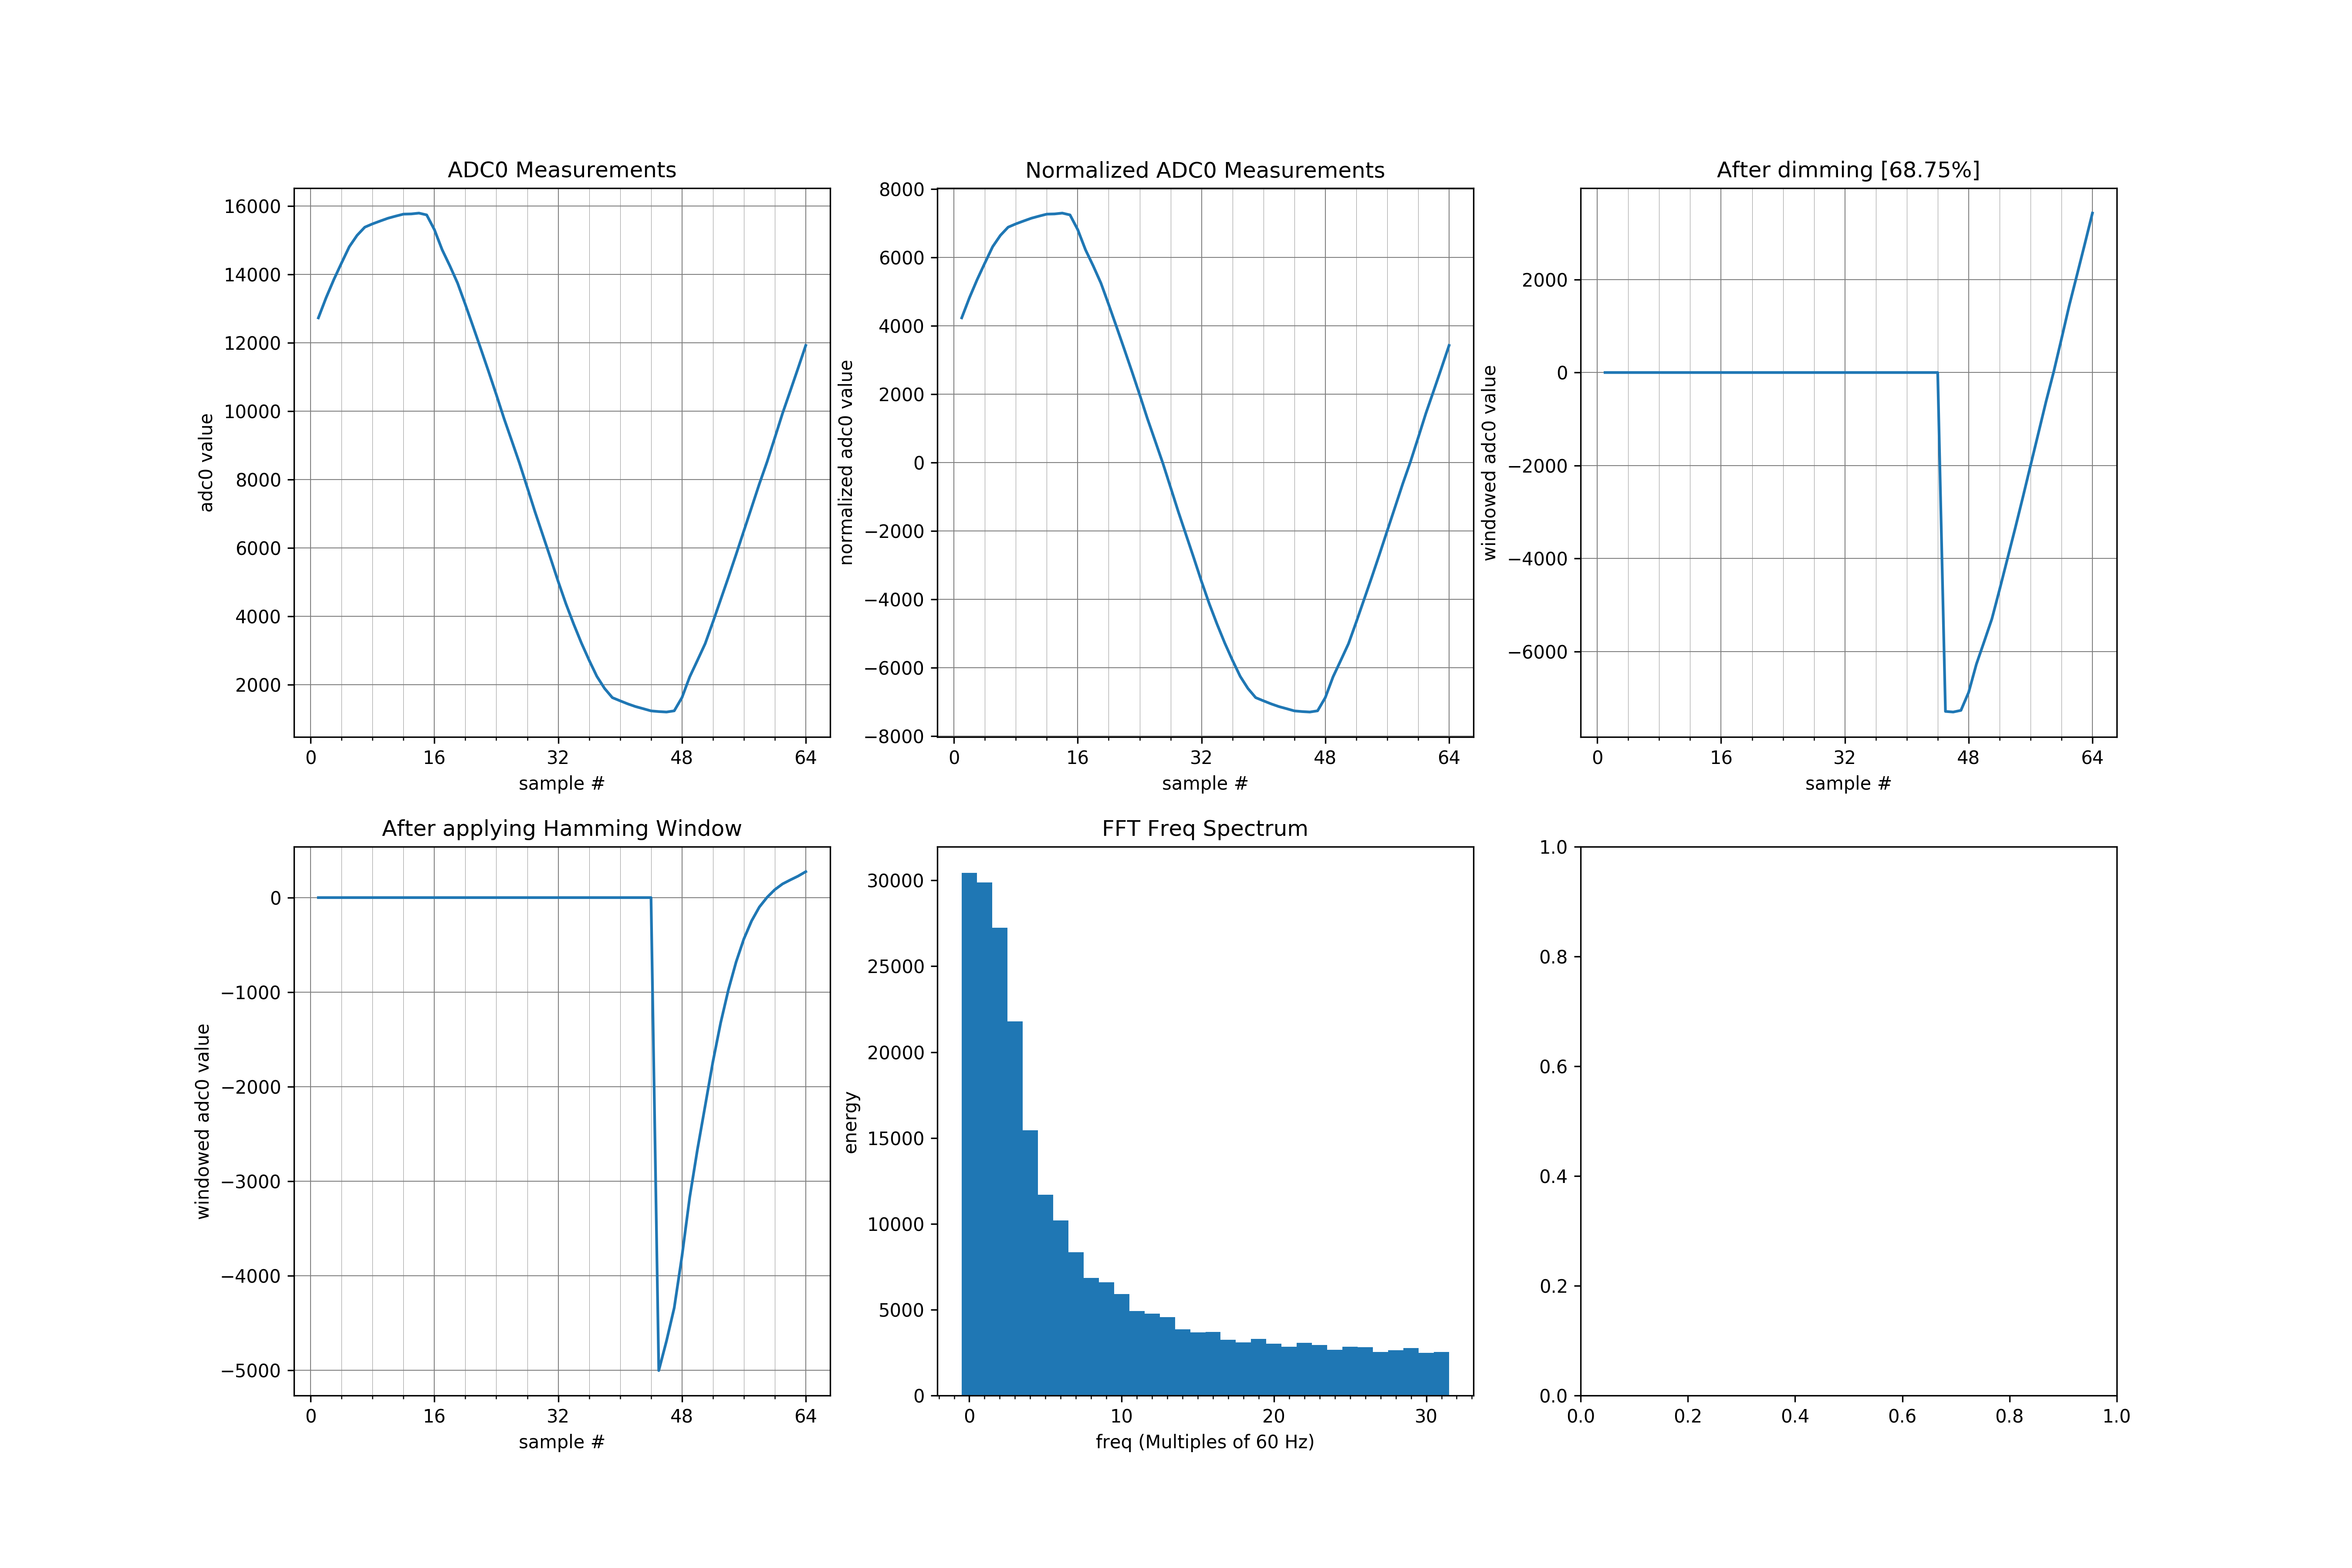 ADC0 Measurements
adc0 value
16000
14000
12000
10000
8000
6000
4000
2000
0 16 32 48 64
sample #
Normalized ADC0 Measurements
normalized adc0 value
8000
6000
4000
2000
0
−2000
−4000
−6000
−8000
0 16 32 48 64
sample #
After dimming [68.75%]
windowed adc0 value
2000
0
−2000
−4000
−6000
0 16 32 48 64
sample #
After applying Hamming Window
windowed adc0 value
0
−1000
−2000
−3000
−4000
−5000
0 16 32 48 64
sample #
FFT Freq Spectrum
energy
30000
25000
20000
15000
10000
5000
0
0 10 20 30
freq (Multiples of 60 Hz)
1.0
0.8
0.6
0.4
0.2
0.0
0.0 0.2 0.4 0.6 0.8 1.0